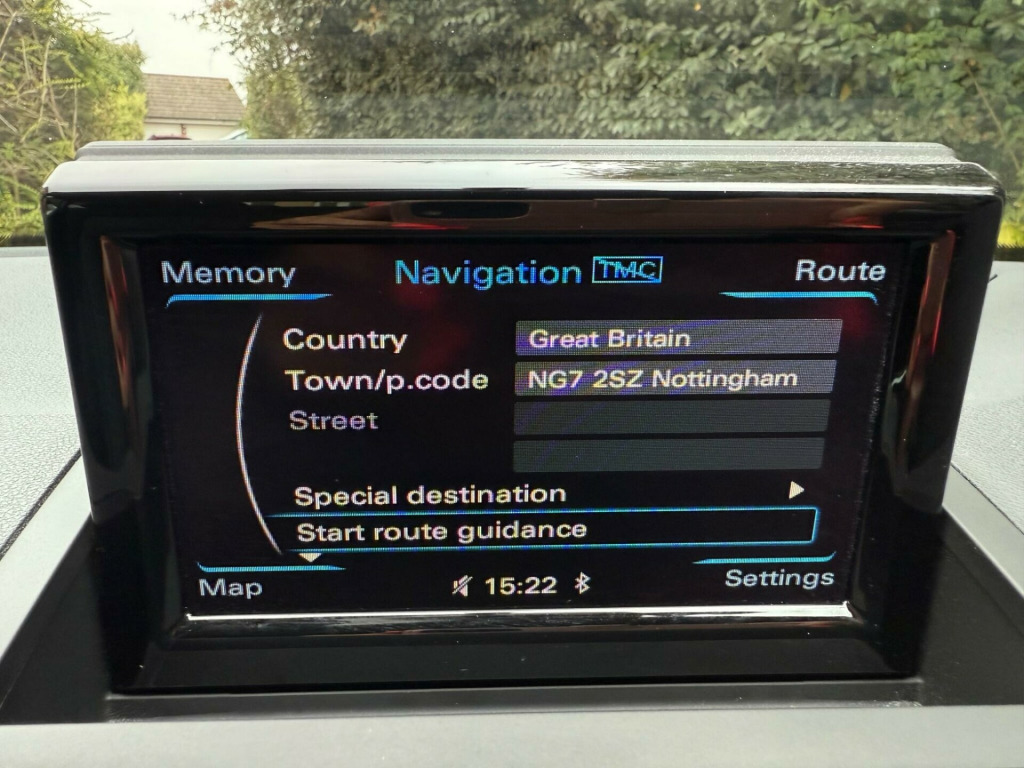 Memory Navigation TMC Route
Country Great Britain
Town/p.code NG7 2SZ Nottingham
Street
Special destination
Start route guidance
Map 15:22 Settings